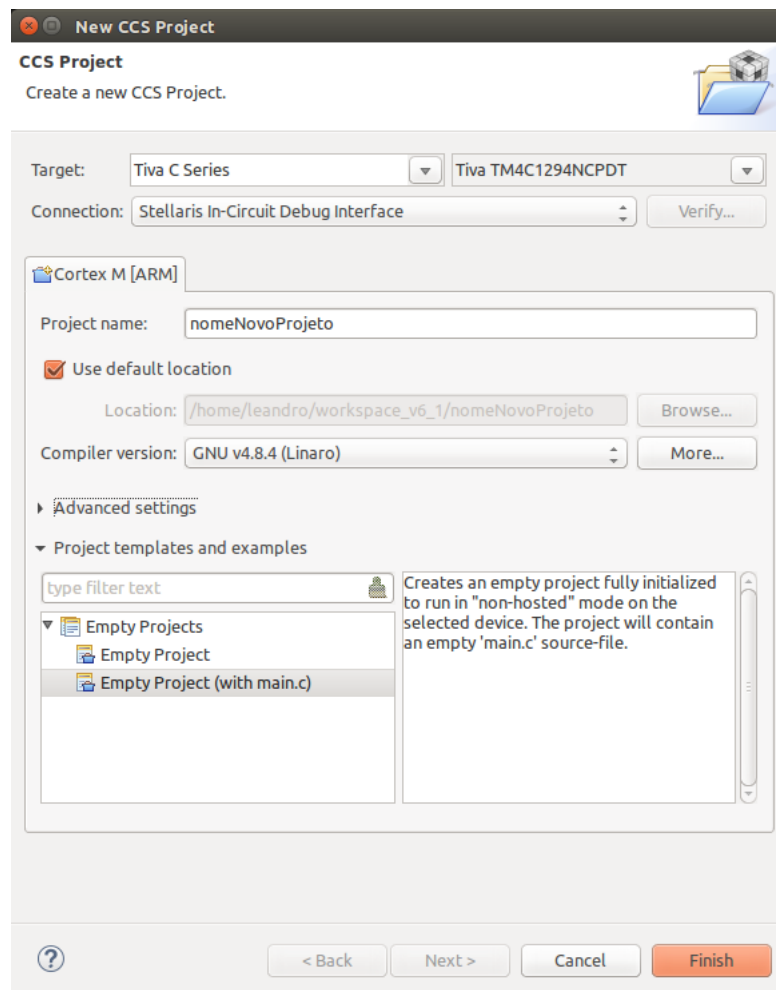 New CCS Project
CCS Project
Create a new CCS Project.
Target: Tiva C Series Tiva TM4C1294NCPDT
Connection: Stellaris In-Circuit Debug Interface Verify...
Cortex M [ARM]
Project name: nomeNovoProjeto
Use default location
Location: /home/leandro/workspace_v6_1/nomeNovoProjeto Browse...
Compiler version: GNU v4.8.4 (Linaro) More...
Advanced settings
Project templates and examples
type filter text
Empty Projects
Empty Project
Empty Project (with main.c)
Creates an empty project fully initialized
to run in "non-hosted" mode on the
selected device. The project will contain
an empty 'main.c' source-file.
? < Back Next > Cancel Finish